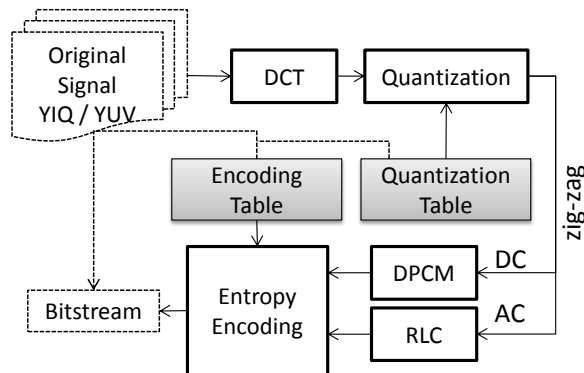 Original
Signal
YIQ / YUV
DCT
Quantization
Encoding
Table
Quantization
Table
zig-zag
Entropy
Encoding
DPCM
DC
RLC
AC
Bitstream